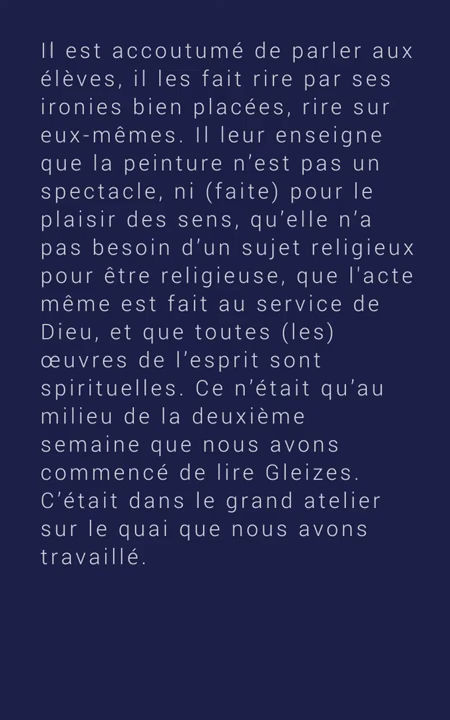 Il est accoutumé de parler aux
élèves, il les fait rire par ses
ironies bien placées, rire sur
eux-mêmes. Il leur enseigne
que la peinture n’est pas un
spectacle, ni (faite) pour le
plaisir des sens, qu’elle n’a
pas besoin d’un sujet religieux
pour être religieuse, que l'acte
même est fait au service de
Dieu, et que toutes (les)
œuvres de l’esprit sont
spirituelles. Ce n’était qu’au
milieu de la deuxième
semaine que nous avons
commencé de lire Gleizes.
C’était dans le grand atelier
sur le quai que nous avons
travaillé.